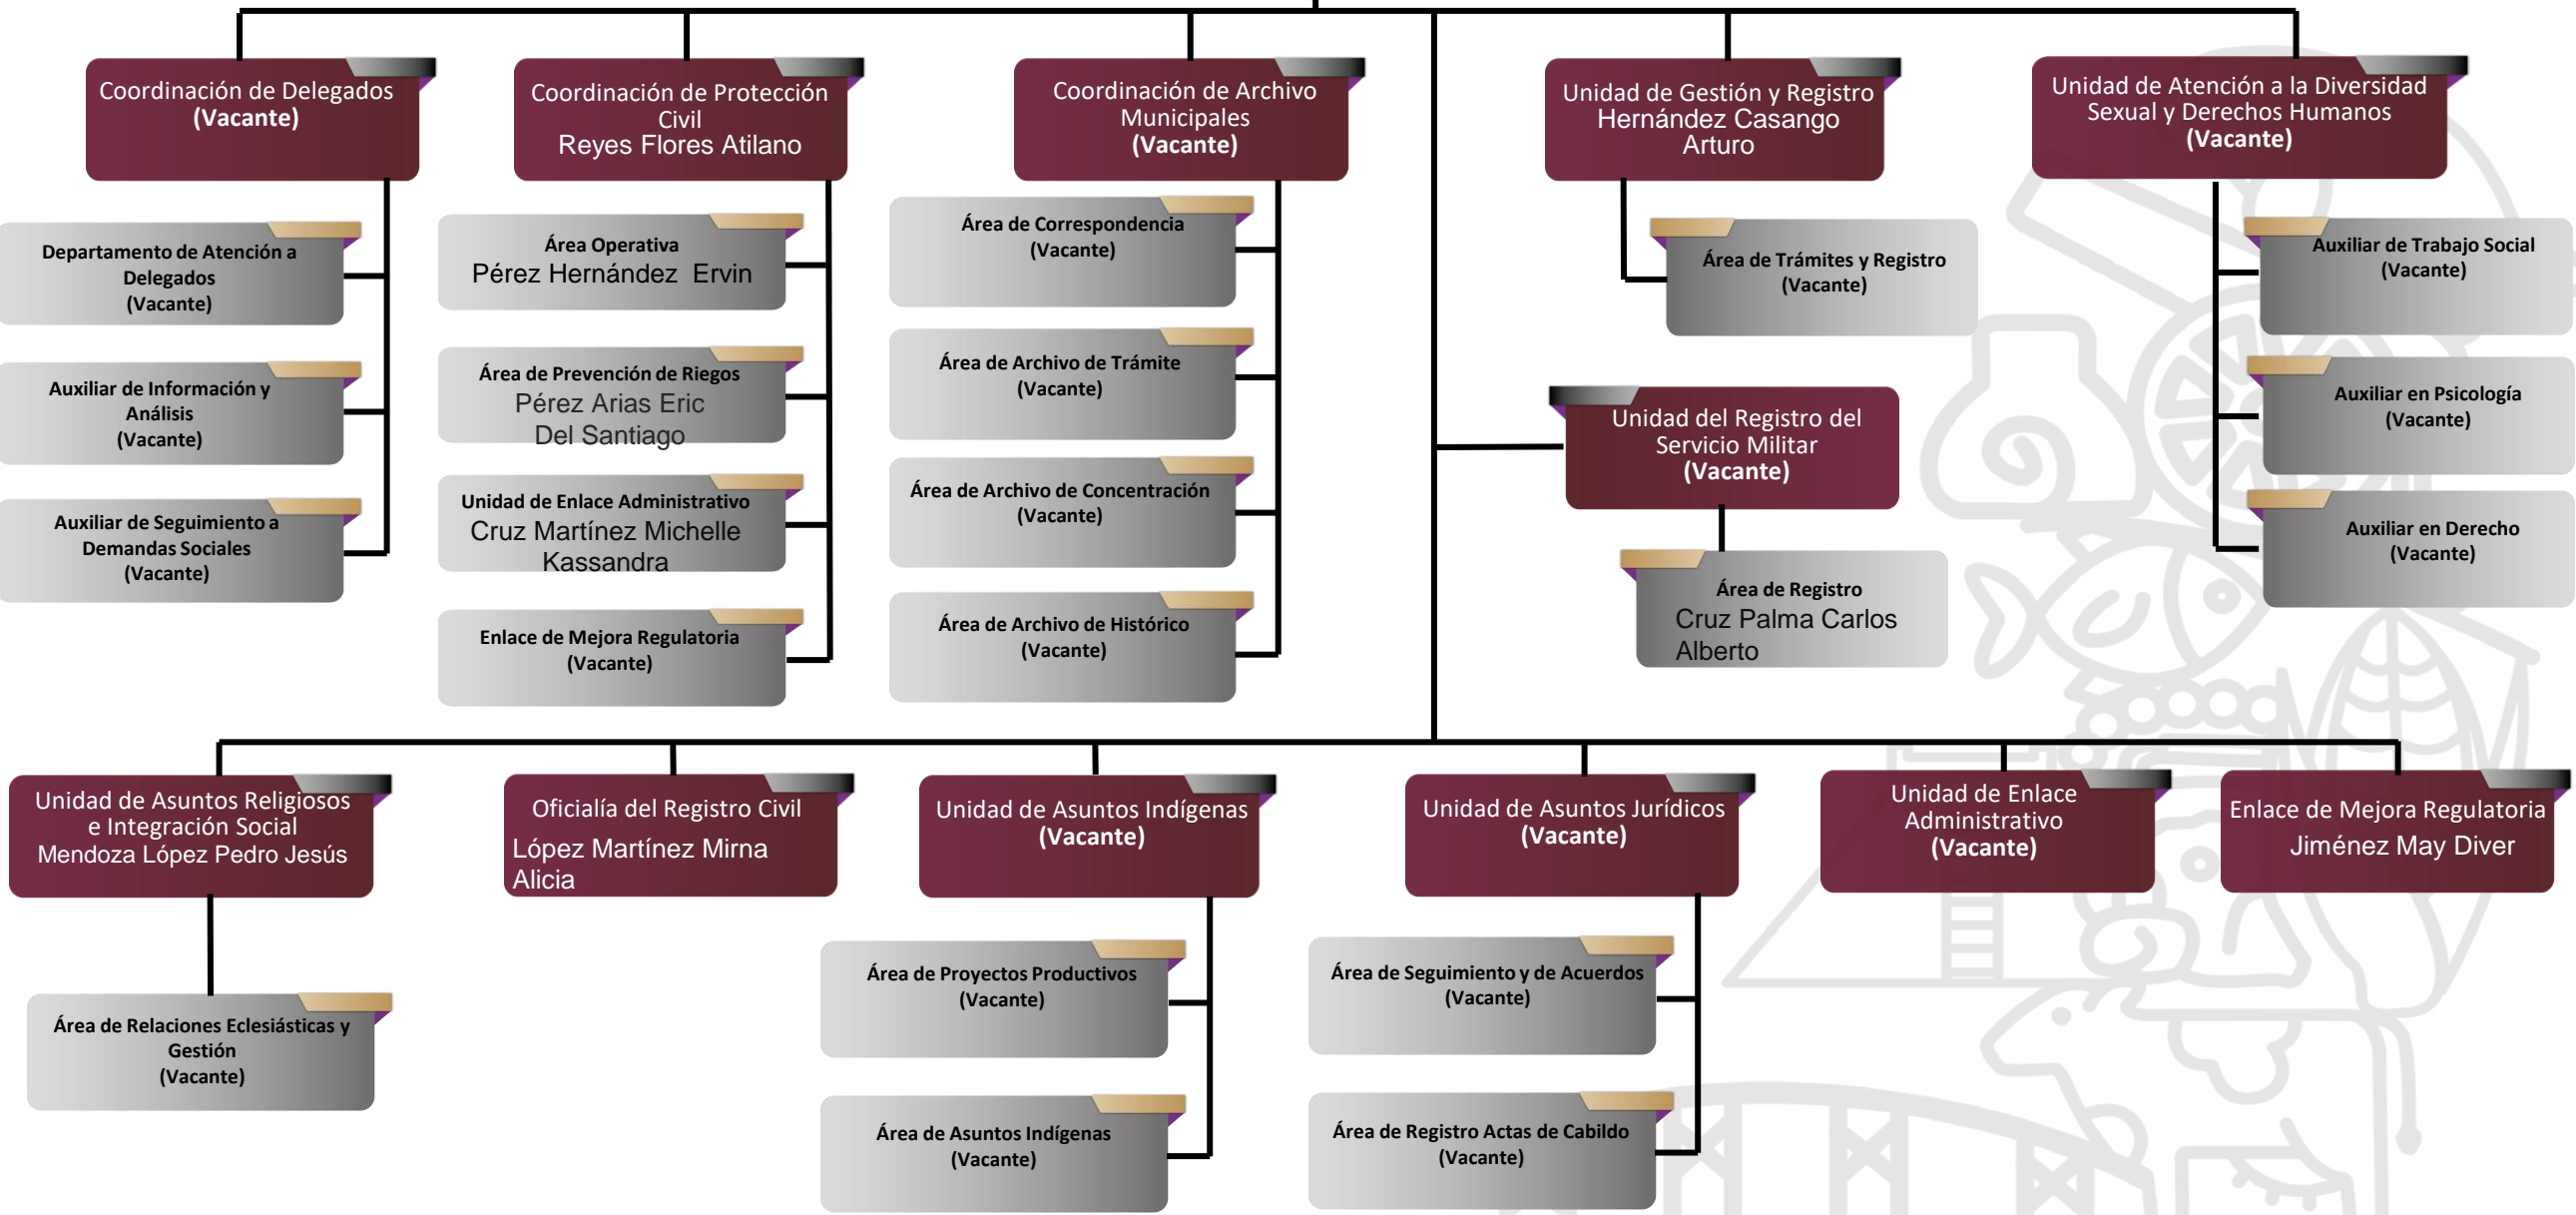 Coordinación de Delegados
(Vacante)
Departamento de Atención a
Delegados
(Vacante)
Auxiliar de Información y
Análisis
(Vacante)
Auxiliar de Seguimiento a
Demandas Sociales
(Vacante)
Coordinación de Protección
Civil
Reyes Flores Atilano
Área Operativa
Pérez Hernández Ervin
Área de Prevención de Riegos
Pérez Arias Eric
Del Santiago
Unidad de Enlace Administrativo
Cruz Martínez Michelle
Kassandra
Enlace de Mejora Regulatoria
(Vacante)
Coordinación de Archivo
Municipales
(Vacante)
Área de Correspondencia
(Vacante)
Área de Archivo de Trámite
(Vacante)
Área de Archivo de Concentración
(Vacante)
Área de Archivo de Histórico
(Vacante)
Unidad de Gestión y Registro
Hernández Casango
Arturo
Área de Trámites y Registro
(Vacante)
Unidad del Registro del
Servicio Militar
(Vacante)
Área de Registro
Cruz Palma Carlos
Alberto
Unidad de Atención a la Diversidad
Sexual y Derechos Humanos
(Vacante)
Auxiliar de Trabajo Social
(Vacante)
Auxiliar en Psicología
(Vacante)
Auxiliar en Derecho
(Vacante)
Unidad de Asuntos Religiosos
e Integración Social
Mendoza López Pedro Jesús
Área de Relaciones Eclesiásticas y
Gestión
(Vacante)
Oficialía del Registro Civil
López Martínez Mirna
Alicia
Unidad de Asuntos Indígenas
(Vacante)
Área de Proyectos Productivos
(Vacante)
Área de Asuntos Indígenas
(Vacante)
Unidad de Asuntos Jurídicos
(Vacante)
Área de Seguimiento y de Acuerdos
(Vacante)
Área de Registro Actas de Cabildo
(Vacante)
Unidad de Enlace
Administrativo
(Vacante)
Enlace de Mejora Regulatoria
Jiménez May Diver